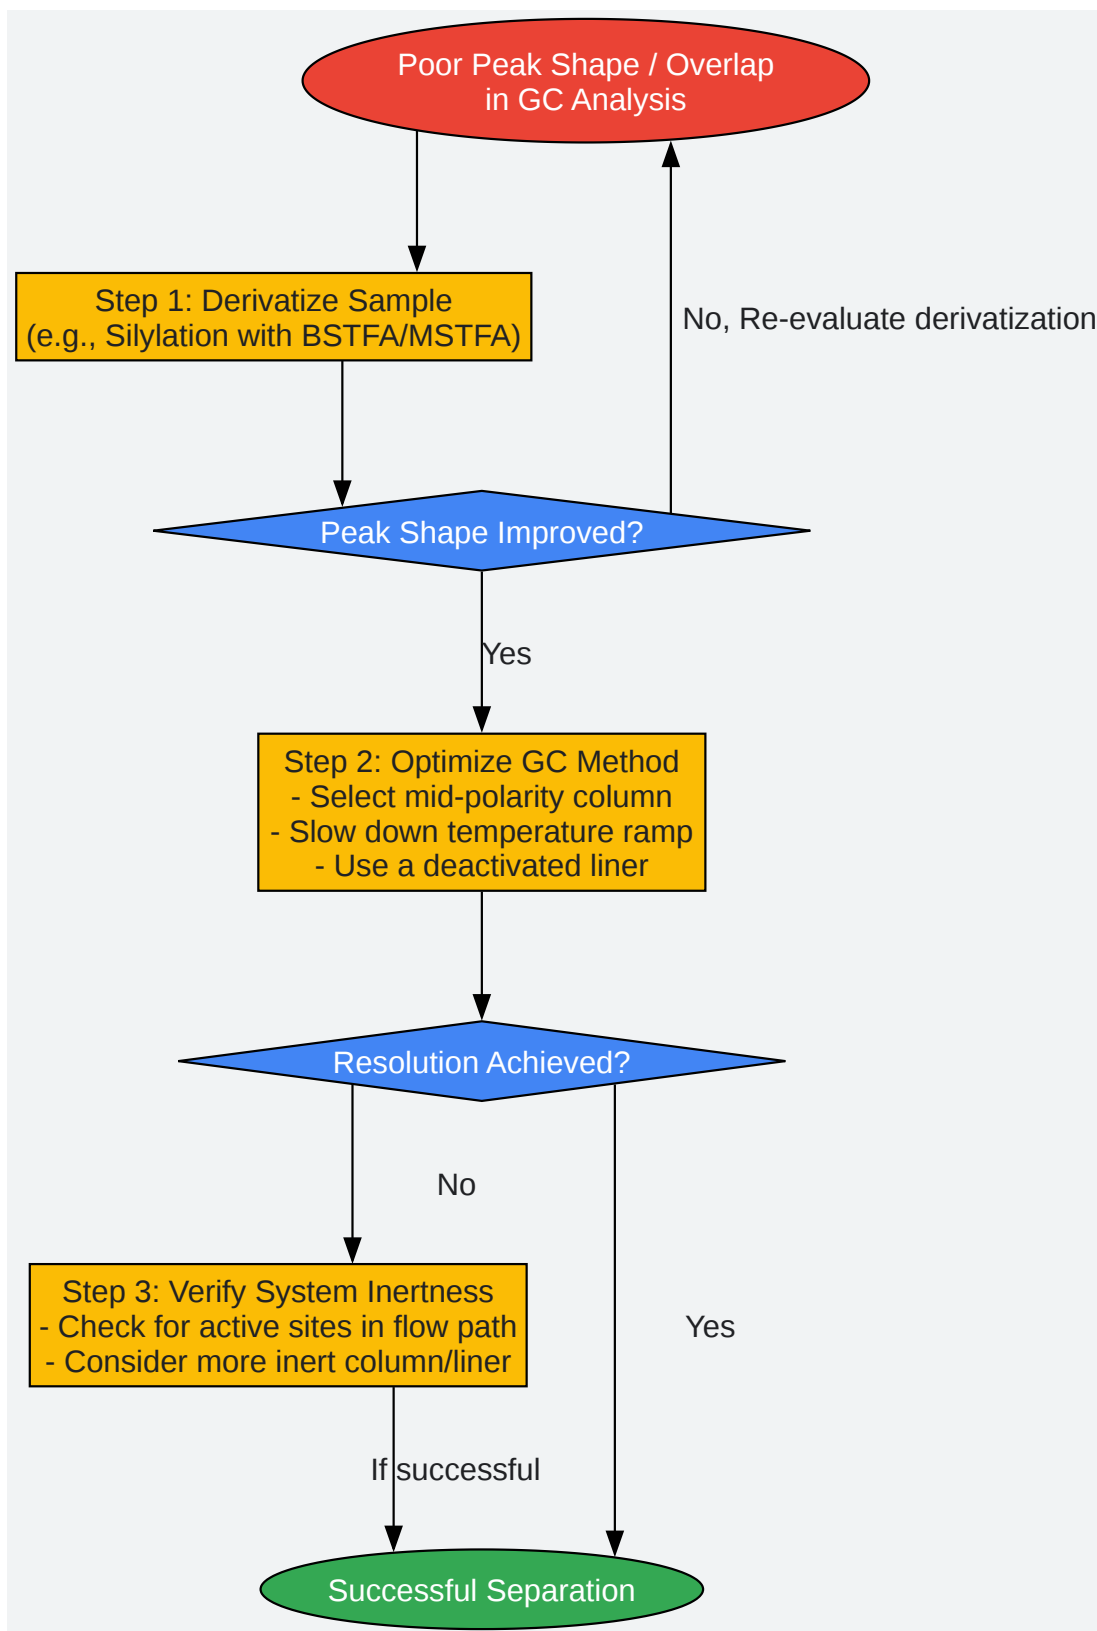 Poor Peak Shape / Overlap
in GC Analysis
Step 1: Derivatize Sample
(e.g., Silylation with BSTFA/MSTFA)
No, Re-evaluate derivatization
Peak Shape Improved?
Yes
Step 2: Optimize GC Method
- Select mid-polarity column
- Slow down temperature ramp
- Use a deactivated liner
Resolution Achieved?
No
Step 3: Verify System Inertness
- Check for active sites in flow path
- Consider more inert column/liner
Yes
If successful
Successful Separation